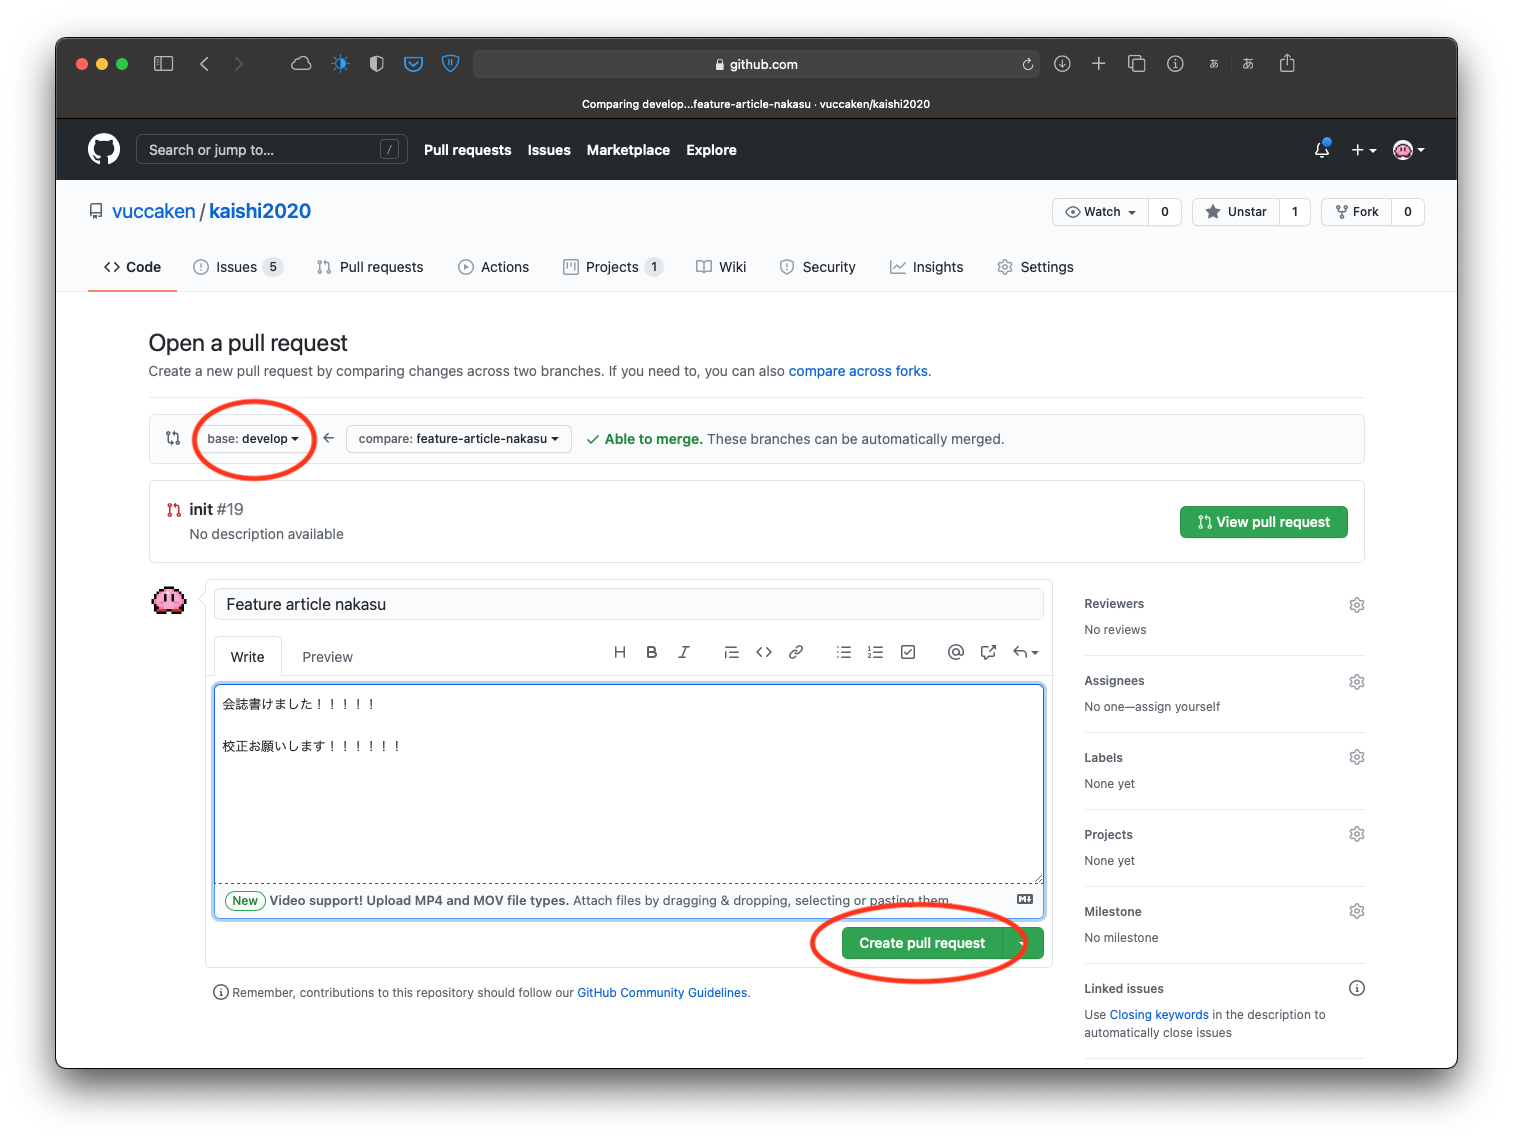 github.com
あ
あ
Comparing develop...feature-article-nakasu · vuccaken/kaishi2020
Search or jump to...
/
Pull requests
Issues
Marketplace
Explore
vuccaken / kaishi2020
Watch
0
Unstar
1
Fork
0
Code
Issues 5
Pull requests
Actions
Projects 1
Wiki
Security
Insights
Settings
Open a pull request
Create a new pull request by comparing changes across two branches. If you need to, you can also compare across forks.
base: develop
compare: feature-article-nakasu
Able to merge. These branches can be automatically merged.
init #19
No description available
View pull request
Feature article nakasu
Write
Preview
会誌書けました！！！！！
校正お願いします！！！！！！
New Video support! Upload MP4 and MOV file types. Attach files by dragging & dropping, selecting or pasting them.
Create pull request
Remember, contributions to this repository should follow our GitHub Community Guidelines.
Reviewers
No reviews
Assignees
No one—assign yourself
Labels
None yet
Projects
None yet
Milestone
No milestone
Linked issues
Use Closing keywords in the description to
automatically close issues